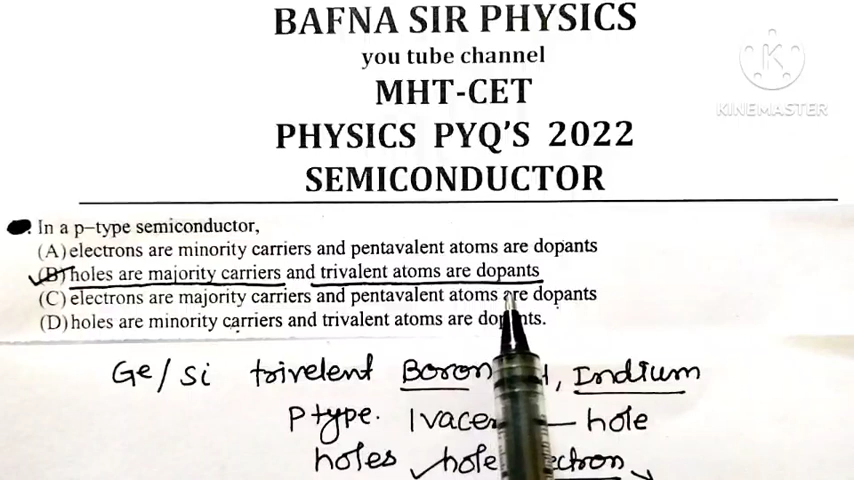 BAFNA SIR PHYSICS
you tube channel
MHT-CET
PHYSICS PYQ'S 2022
SEMICONDUCTOR
K
KINEMASTER
In a p-type semiconductor,
(A) electrons are minority carriers and pentavalent atoms are dopants
(B) holes are majority carriers and trivalent atoms are dopants
(C) electrons are majority carriers and pentavalent atoms are dopants
(D) holes are minority carriers and trivalent atoms are
Ge/Si trivelent Boron , Indium
P type. 1 — hole
holes hole